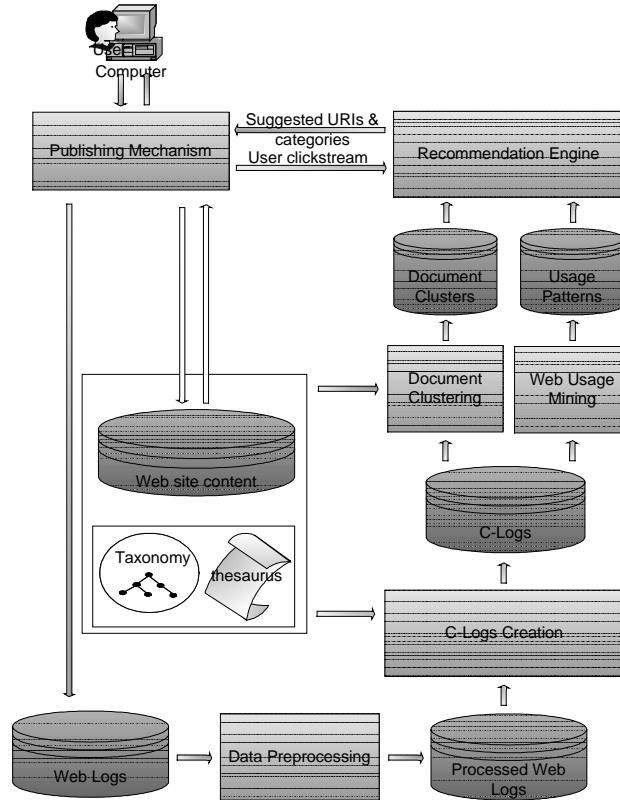 User
Computer
Suggested URIs &
categories
User clickstream
Publishing Mechanism
Recommendation Engine
Document
Clusters
Usage
Patterns
Document
Clustering
Web Usage
Mining
Web site content
C-Logs
Taxonomy
thesaurus
C-Logs Creation
Web Logs
Data Preprocessing
Processed Web
Logs